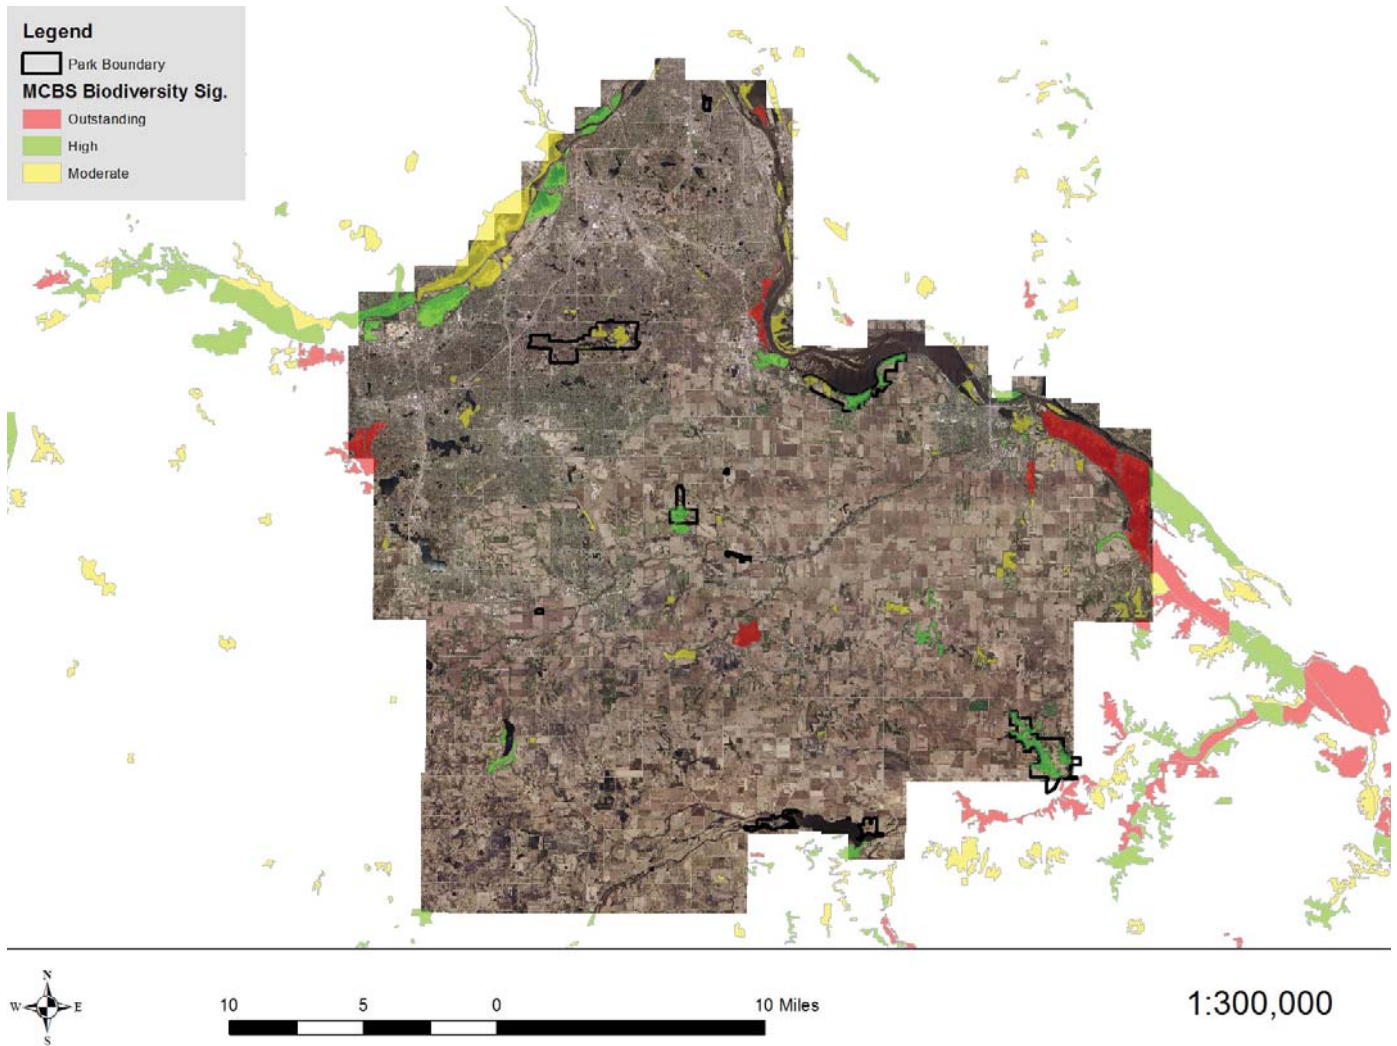 Legend
Park Boundary
MCBS Biodiversity Sig.
Outstanding
High
Moderate
N
W E
S
10 5 0 10 Miles
1:300,000